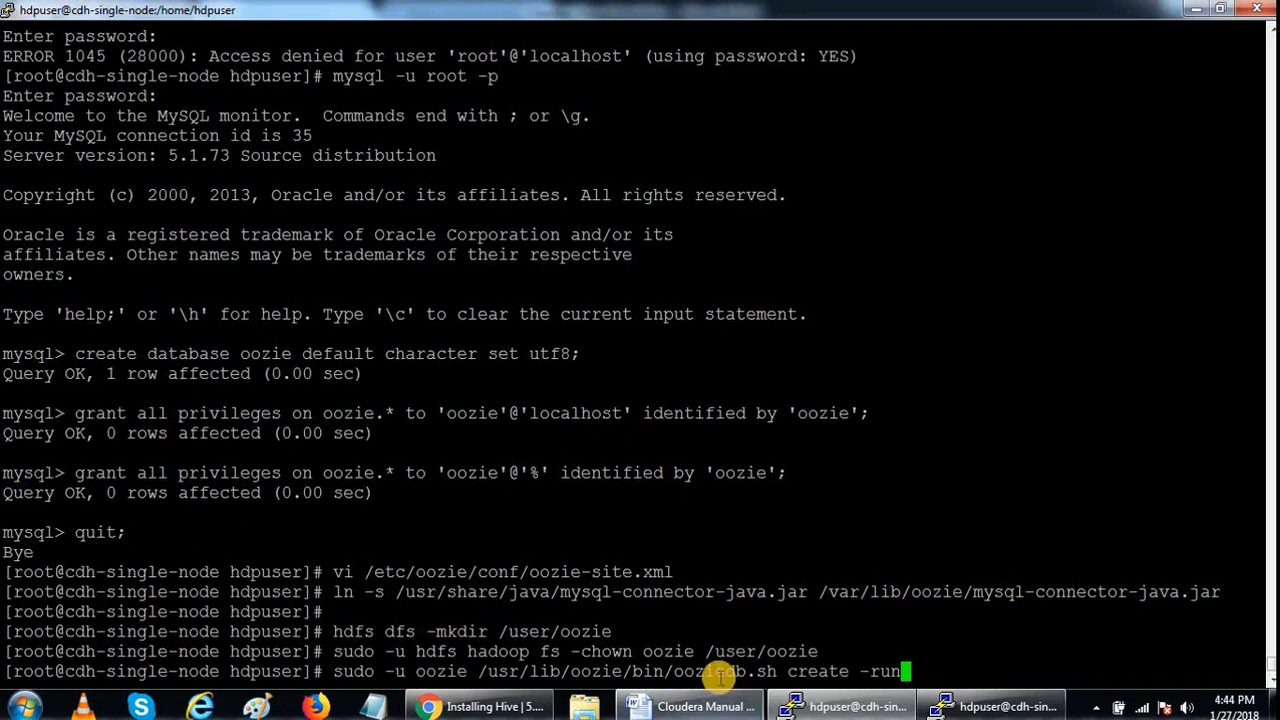 hdpuser@cdh-single-node:/home/hdpuser
Enter password:
ERROR 1045 (28000): Access denied for user 'root'@'localhost' (using password: YES)
[root@cdh-single-node hdpuser]# mysql -u root -p
Enter password:
Welcome to the MySQL monitor.  Commands end with ; or \g.
Your MySQL connection id is 35
Server version: 5.1.73 Source distribution
Copyright (c) 2000, 2013, Oracle and/or its affiliates. All rights reserved.
Oracle is a registered trademark of Oracle Corporation and/or its
affiliates. Other names may be trademarks of their respective
owners.
Type 'help;' or '\h' for help. Type '\c' to clear the current input statement.
mysql> create database oozie default character set utf8;
Query OK, 1 row affected (0.00 sec)
mysql> grant all privileges on oozie.* to 'oozie'@'localhost' identified by 'oozie';
Query OK, 0 rows affected (0.00 sec)
mysql> grant all privileges on oozie.* to 'oozie'@'%' identified by 'oozie';
Query OK, 0 rows affected (0.00 sec)
mysql> quit;
Bye
[root@cdh-single-node hdpuser]# vi /etc/oozie/conf/oozie-site.xml
[root@cdh-single-node hdpuser]# ln -s /usr/share/java/mysql-connector-java.jar /var/lib/oozie/mysql-connector-java.jar
[root@cdh-single-node hdpuser]#
[root@cdh-single-node hdpuser]# hdfs dfs -mkdir /user/oozie
[root@cdh-single-node hdpuser]# sudo -u hdfs hadoop fs -chown oozie /user/oozie
[root@cdh-single-node hdpuser]# sudo -u oozie /usr/lib/oozie/bin/ooziedb.sh create -run
Installing Hive | 5....
Cloudera Manual ...
hdpuser@cdh-sin...
hdpuser@cdh-sin...
4:44 PM
1/27/2018